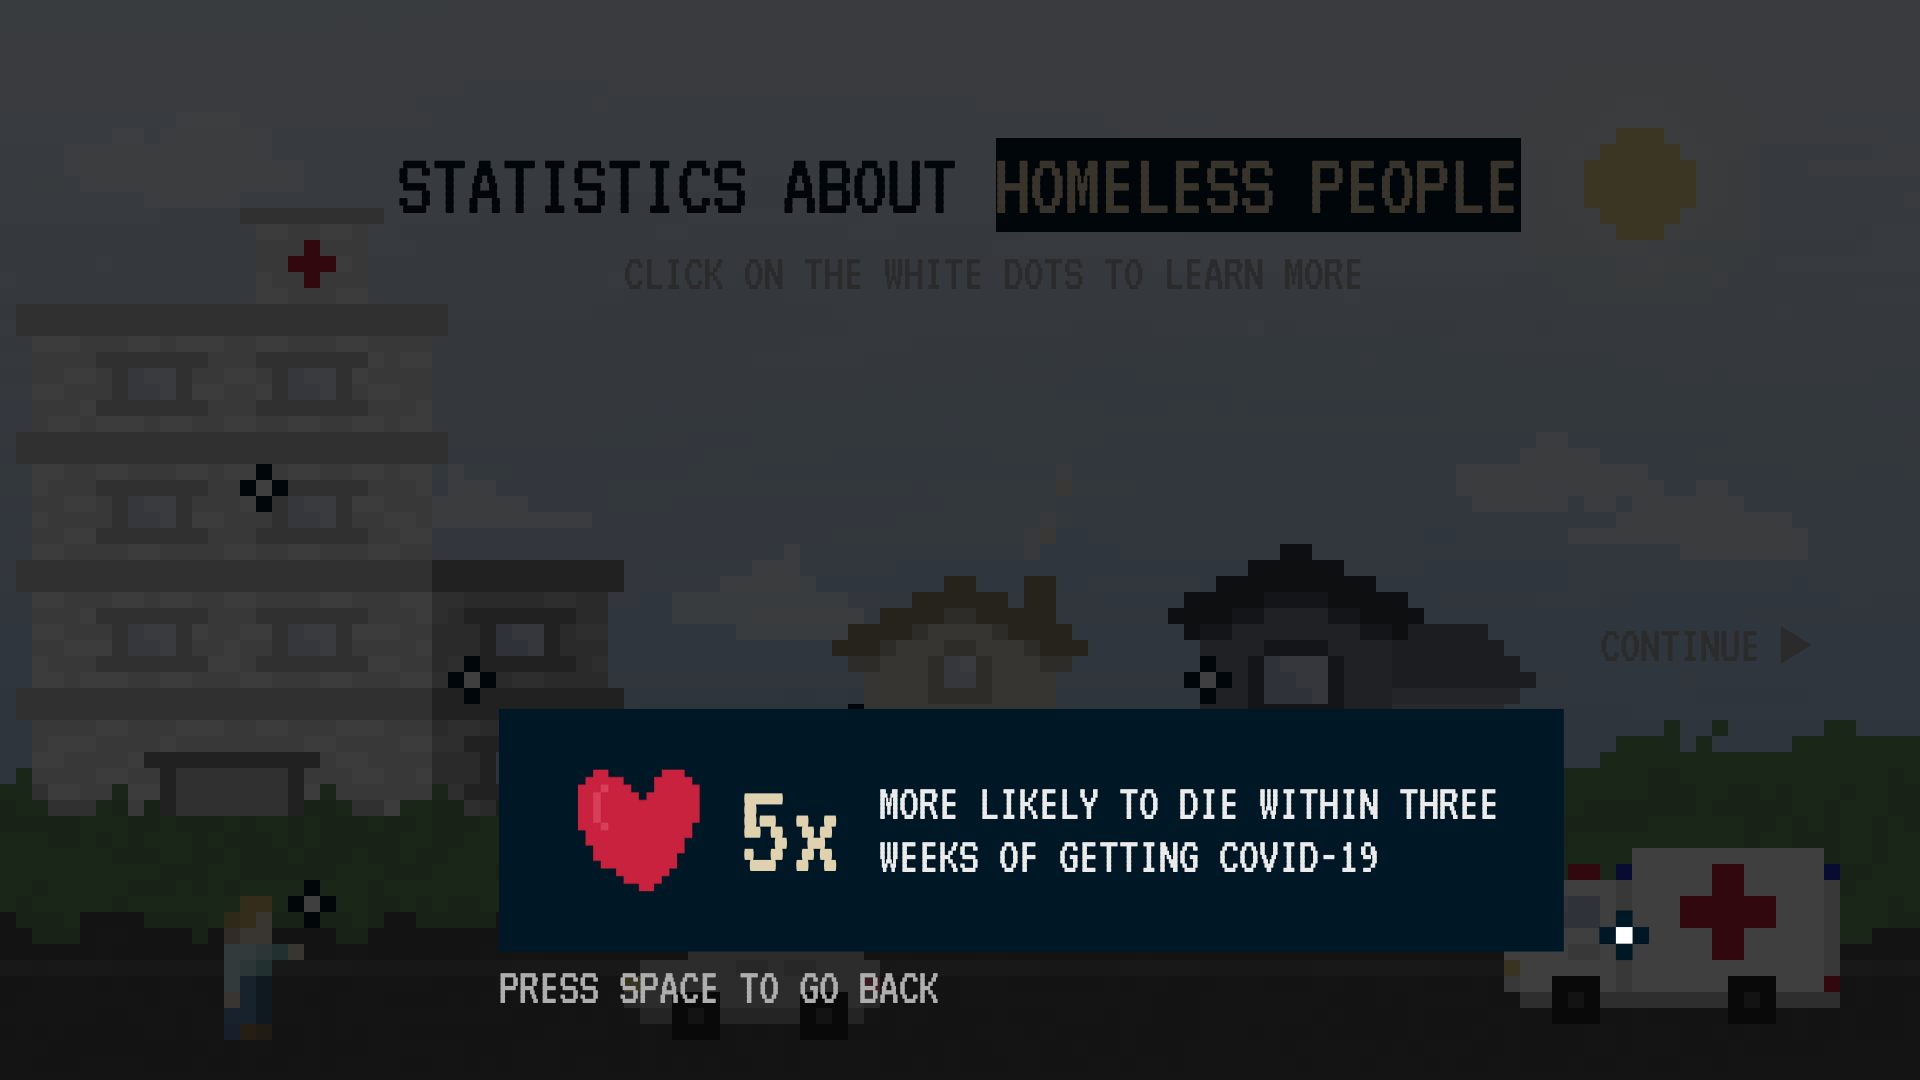 STATISTICS ABOUT HOMELESS PEOPLE
CLICK ON THE WHITE DOTS TO LEARN MORE
CONTINUE
5x
MORE LIKELY TO DIE WITHIN THREE
WEEKS OF GETTING COVID-19
PRESS SPACE TO GO BACK